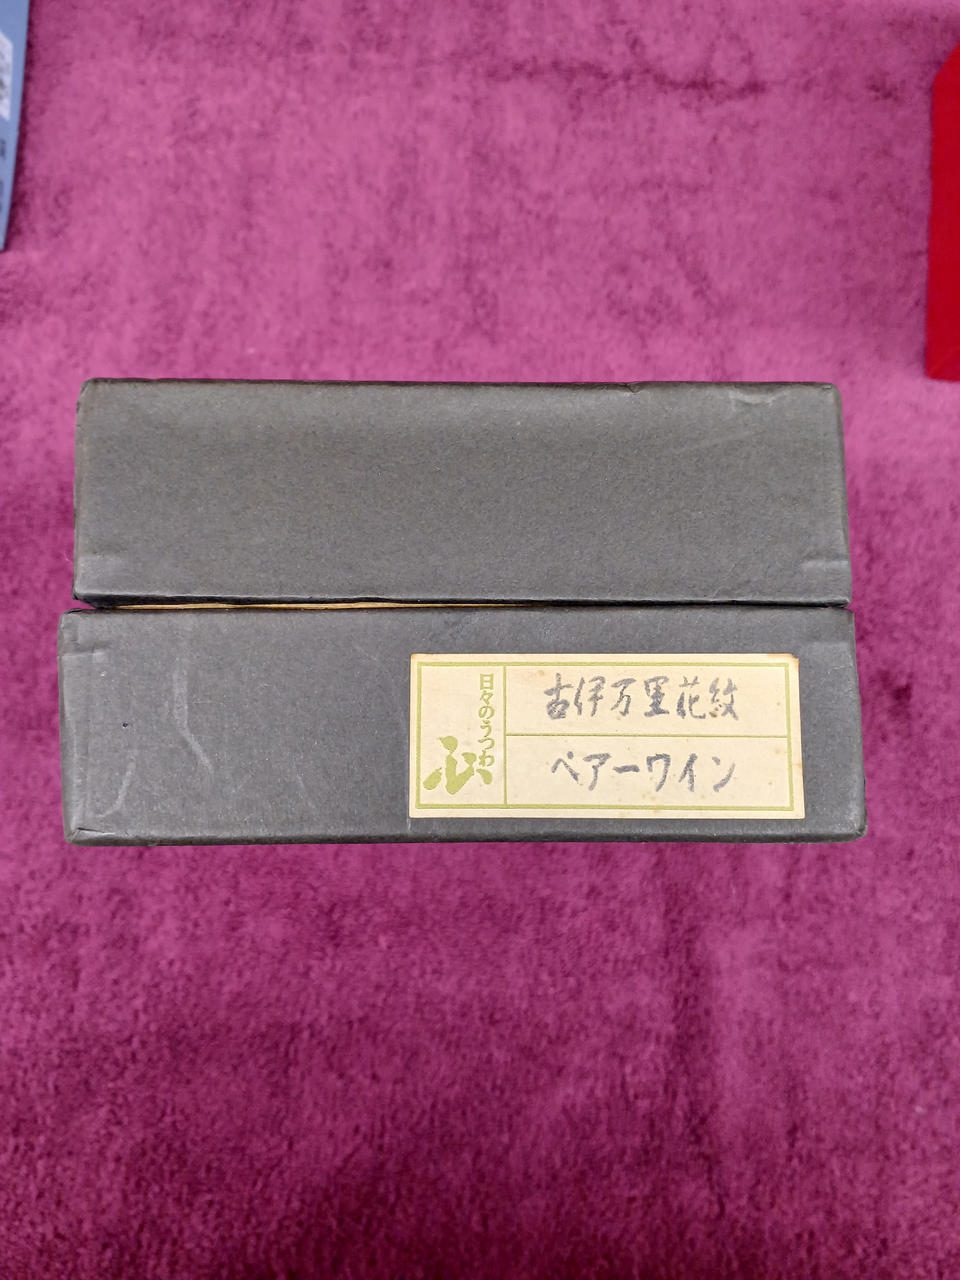 日々のうつわ
古伊万里花紋
ペアーワイン